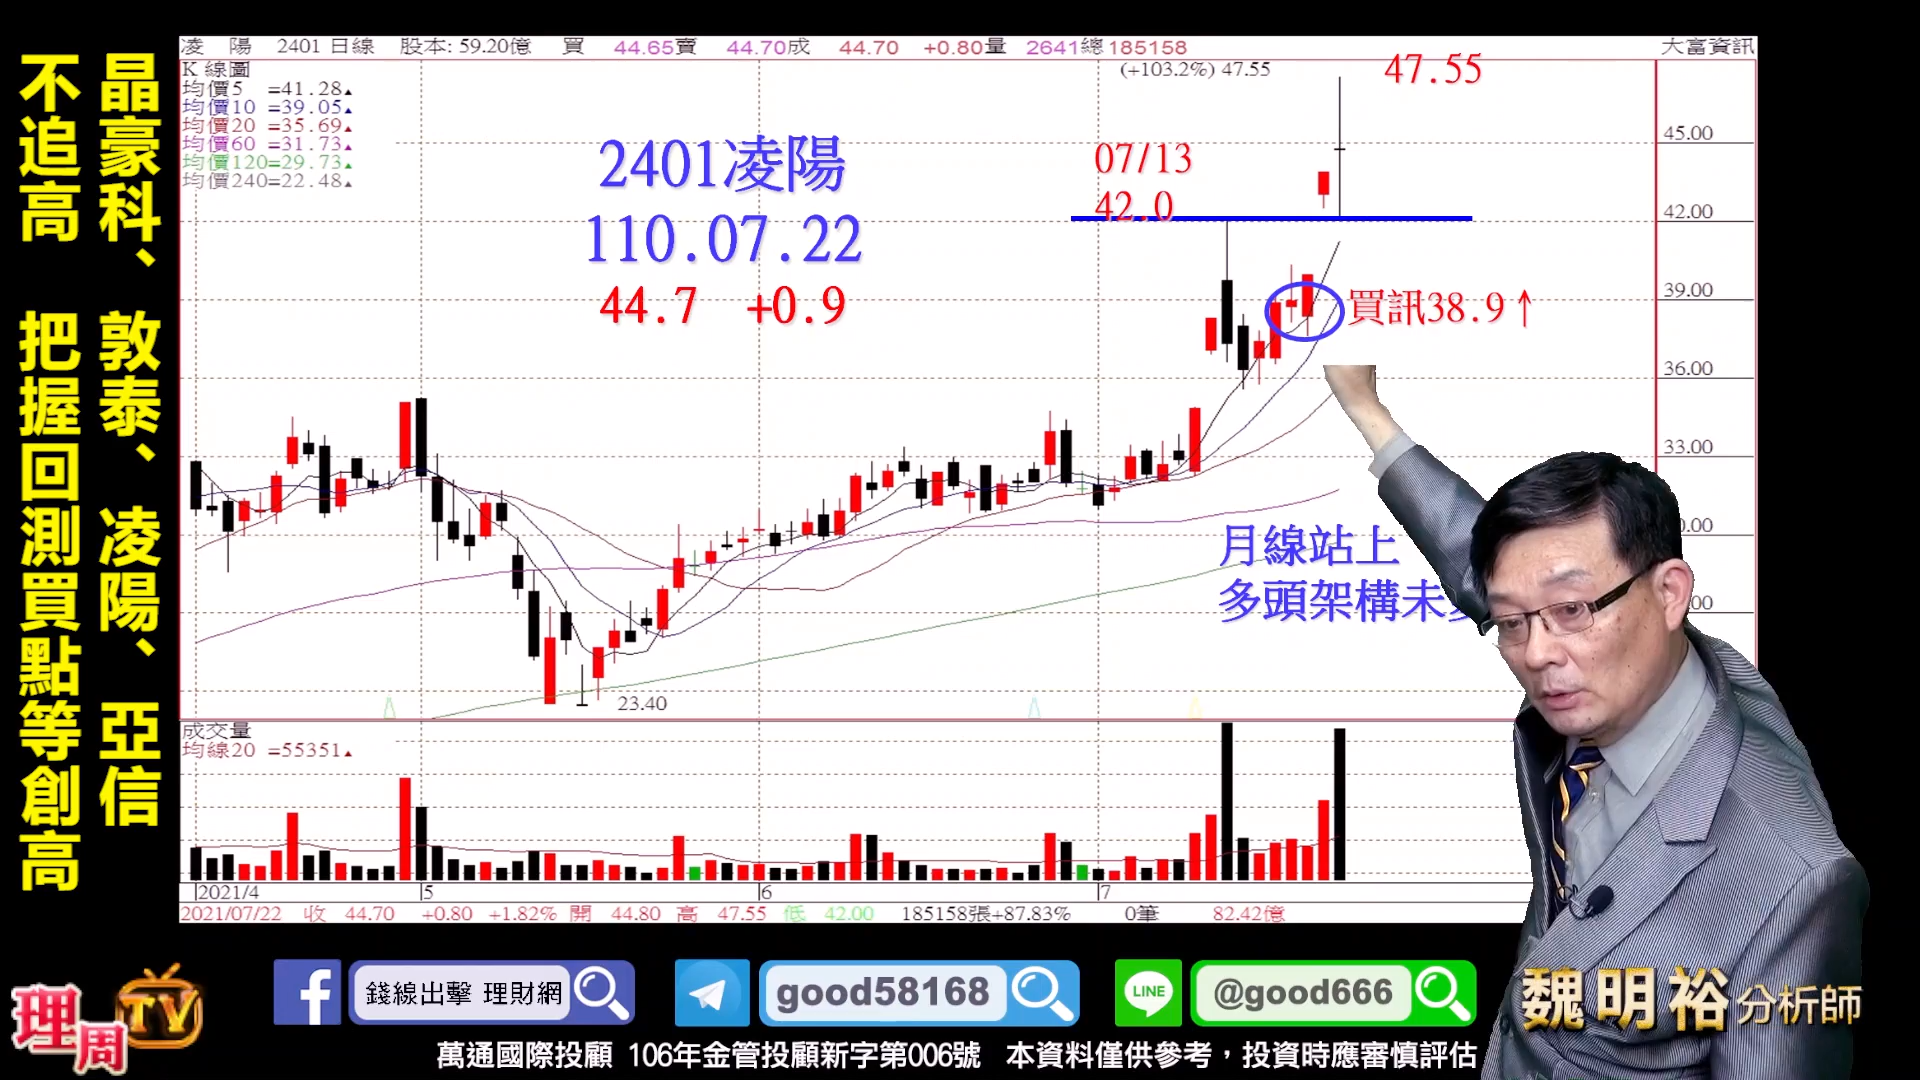 晶豪科、敦泰、凌陽、亞信
不追高 把握回測買點等創高
凌 陽 2401 日線 股本: 59.20億 買 44.65賣 44.70成 44.70 +0.80量 2641總185158 大富資訊
K 線圖
均價5 =41.28▲
均價10 =39.05▲
均價20 =35.69▲
均價60 =31.73▲
均價120=29.73▲
均價240=22.48▲
(+103.2%) 47.55
47.55
2401凌陽
110.07.22
44.7 +0.9
07/13
42.0
買訊38.9↑
45.00
42.00
39.00
36.00
33.00
月線站上
多頭架構未
23.40
成交量
均線20 =55351▲
2021/4 5 6 7
2021/07/22 收 44.70 +0.80 +1.82% 開 44.80 高 47.55 低 42.00 185158張+87.83% 0筆 82.42億
理周TV
f 錢線出擊 理財網
good58168
LINE @good666
魏明裕 分析師
萬通國際投顧 106年金管投顧新字第006號 本資料僅供參考，投資時應審慎評估